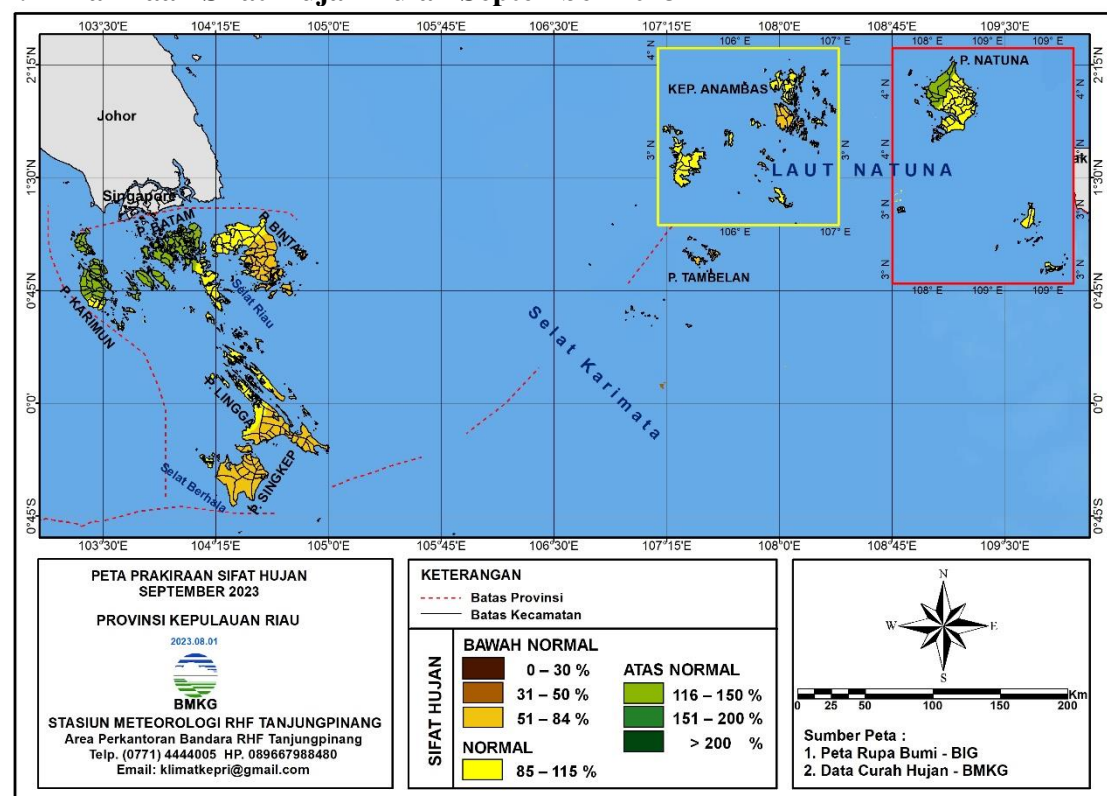 2°15'N
1°30'N
0°45'N
0°0'
0°45'S
103°30'E
104°15'E
105°0'E
105°45'E
106°30'E
107°15'E
108°0'E
108°45'E
109°30'E
106° E
107° E
108° E
109° E
109° E
4° N
3° N
Johor
Singapore
P. BATAM
P. BINTAN
P. KARIMUN
Selat Riau
P. LINGGA
P. SINGKEP
Selat Berhala
KEP. ANAMBAS
P. NATUNA
LAUT NATUNA
P. TAMBELAN
Selat Karimata
PETA PRAKIRAAN SIFAT HUJAN
SEPTEMBER 2023
PROVINSI KEPULAUAN RIAU
2023.08.01
BMKG
STASIUN METEOROLOGI RHF TANJUNGPINANG
Area Perkantoran Bandara RHF Tanjungpinang
Telp. (0771) 4444005 HP. 089667988480
Email: klimatkepri@gmail.com
KETERANGAN
Batas Provinsi
Batas Kecamatan
SIFAT HUJAN
BAWAH NORMAL
0 – 30 %
31 – 50 %
51 – 84 %
NORMAL
85 – 115 %
ATAS NORMAL
116 – 150 %
151 – 200 %
> 200 %
N
W
E
S
0 25 50 100 150 200 Km
Sumber Peta :
1. Peta Rupa Bumi - BIG
2. Data Curah Hujan - BMKG